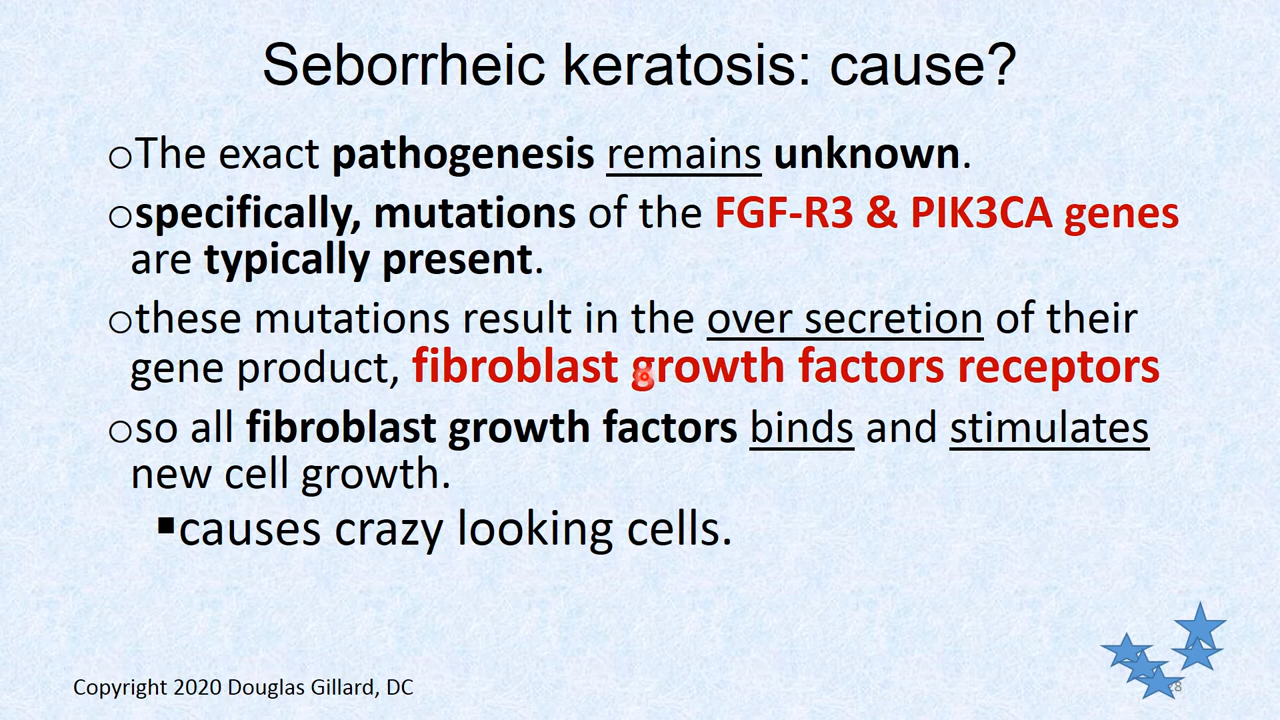 Seborrheic keratosis: cause?
oThe exact pathogenesis remains unknown.
ospecifically, mutations of the FGF-R3 & PIK3CA genes
are typically present.
othese mutations result in the over secretion of their
gene product, fibroblast growth factors receptors
oso all fibroblast growth factors binds and stimulates
new cell growth.
▪causes crazy looking cells.
Copyright 2020 Douglas Gillard, DC